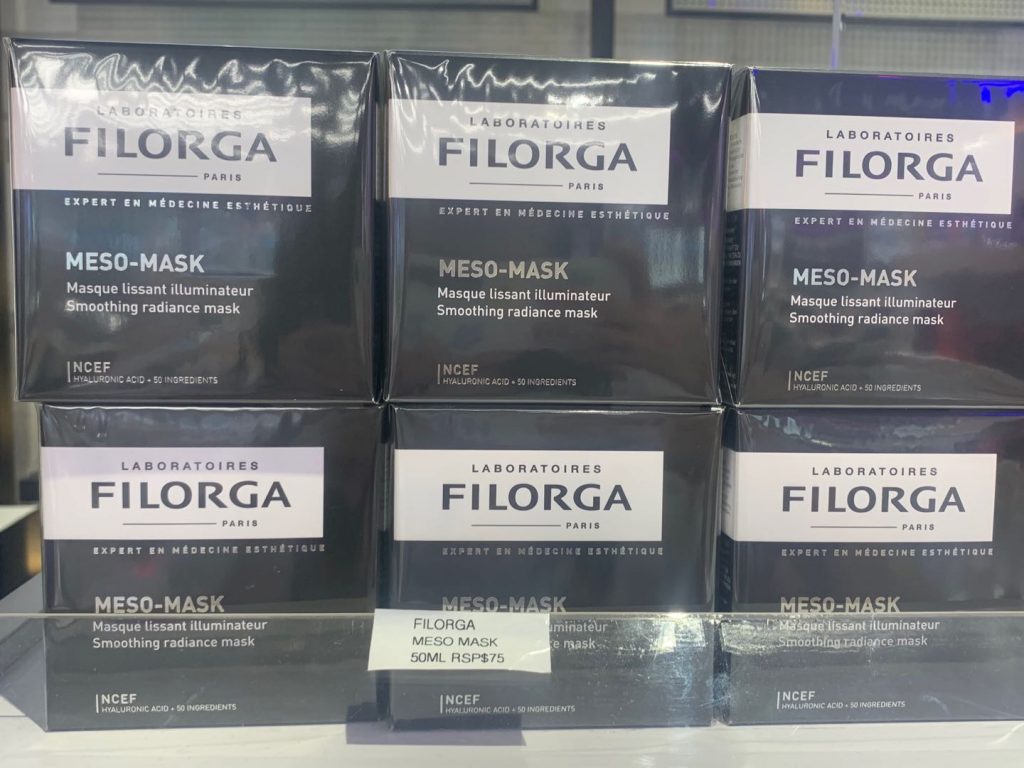 LABORATOIRES
FILORGA
PARIS
EXPERT EN MÉDECINE ESTHÉTIQUE
MESO-MASK
Masque lissant illuminateur
Smoothing radiance mask
NCEF
HYALURONIC ACID + 50 INGREDIENTS
LABORATOIRES
FILORGA
PARIS
EXPERT EN MÉDECINE ESTHÉTIQUE
MESO-MASK
Masque lissant illuminateur
Smoothing radiance mask
NCEF
HYALURONIC ACID + 50 INGREDIENTS
LABORATOIRES
FILORGA
PARIS
EXPERT EN MÉDECINE ESTHÉTIQUE
MESO-MASK
Masque lissant illuminateur
Smoothing radiance mask
NCEF
HYALURONIC ACID + 50 INGREDIENTS
LABORATOIRES
FILORGA
PARIS
EXPERT EN MÉDECINE ESTHÉTIQUE
MESO-MASK
Masque lissant illuminateur
Smoothing radiance mask
NCEF
HYALURONIC ACID + 50 INGREDIENTS
LABORATOIRES
FILORGA
PARIS
EXPERT EN MÉDECINE ESTHÉTIQUE
MESO-MASK
mask
NCEF
HYALURONIC ACID + 50 INGREDIENTS
FILORGA
MESO MASK
50ML RSP$75
LABORATOIRES
FILORGA
PARIS
EXPERT EN MÉDECINE ESTHÉTIQUE
MESO-MASK
Masque lissant illuminateur
Smoothing radiance mask
NCEF
HYALURONIC ACID + 50 INGREDIENTS